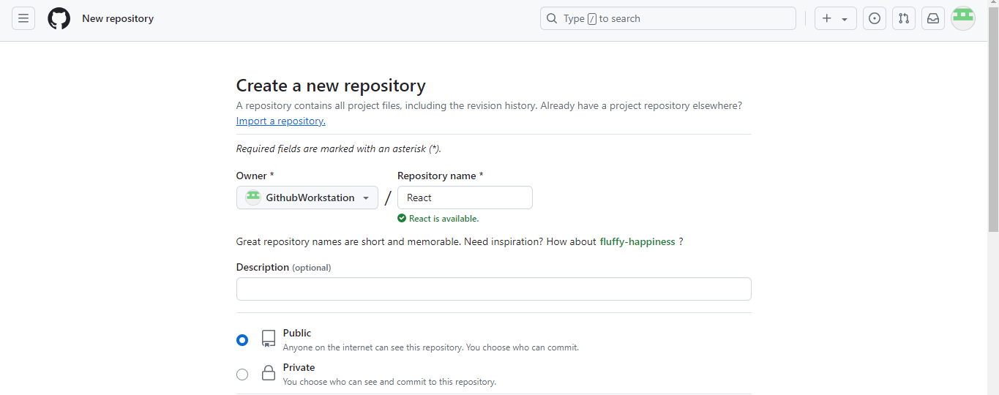 New repository
Type / to search
Create a new repository
A repository contains all project files, including the revision history. Already have a project repository elsewhere?
Import a repository.
Required fields are marked with an asterisk (*).
Owner *
Repository name *
GithubWorkstation
/
React
React is available.
Great repository names are short and memorable. Need inspiration? How about fluffy-happiness ?
Description (optional)
Public
Anyone on the internet can see this repository. You choose who can commit.
Private
You choose who can see and commit to this repository.